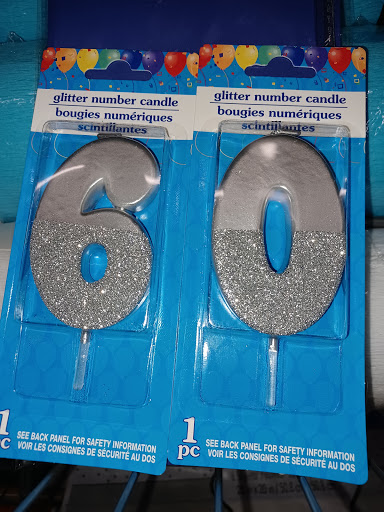 glitter number candle
bougies numériques
scintillantes
6
1
pc
SEE BACK PANEL FOR SAFETY INFORMATION
VOIR LES CONSIGNES DE SÉCURITÉ AU DOS
glitter number candle
bougies numériques
scintillantes
0
1
pc
SEE BACK PANEL FOR SAFETY INFORMATION
VOIR LES CONSIGNES DE SÉCURITÉ AU DOS